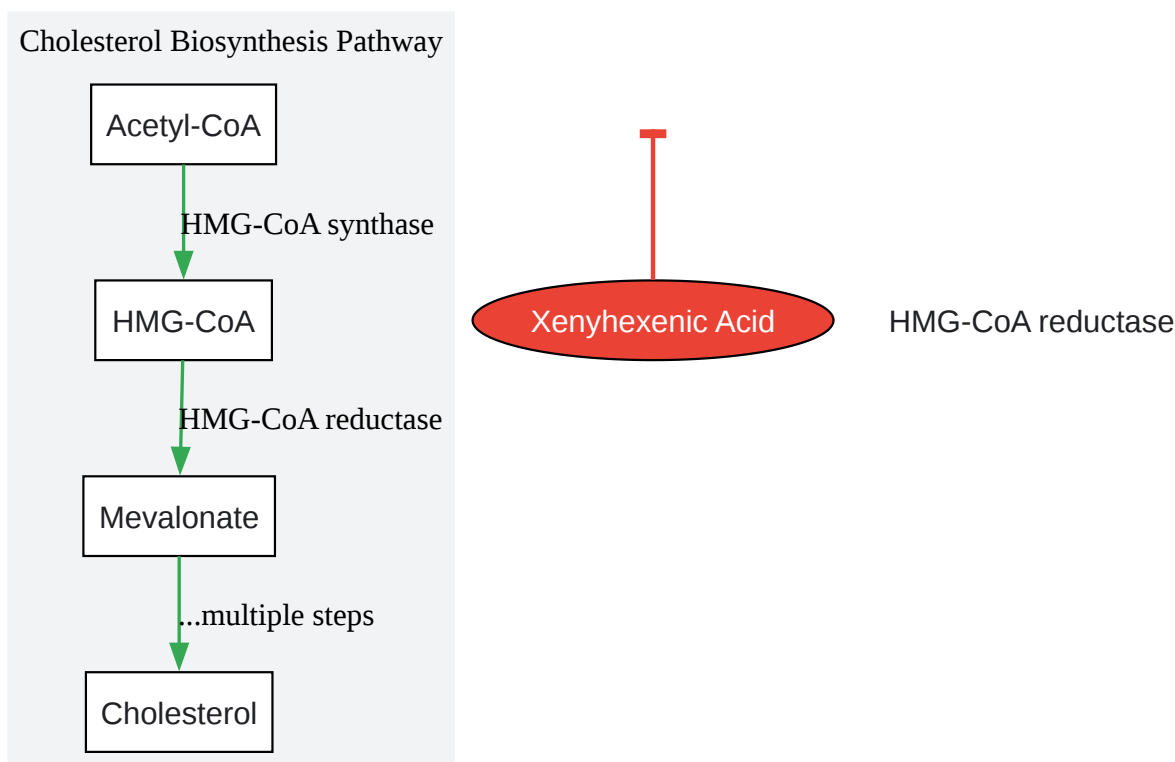 Cholesterol Biosynthesis Pathway
Acetyl-CoA
HMG-CoA synthase
HMG-CoA
Xenyhexenic Acid
HMG-CoA reductase
HMG-CoA reductase
Mevalonate
...multiple steps
Cholesterol